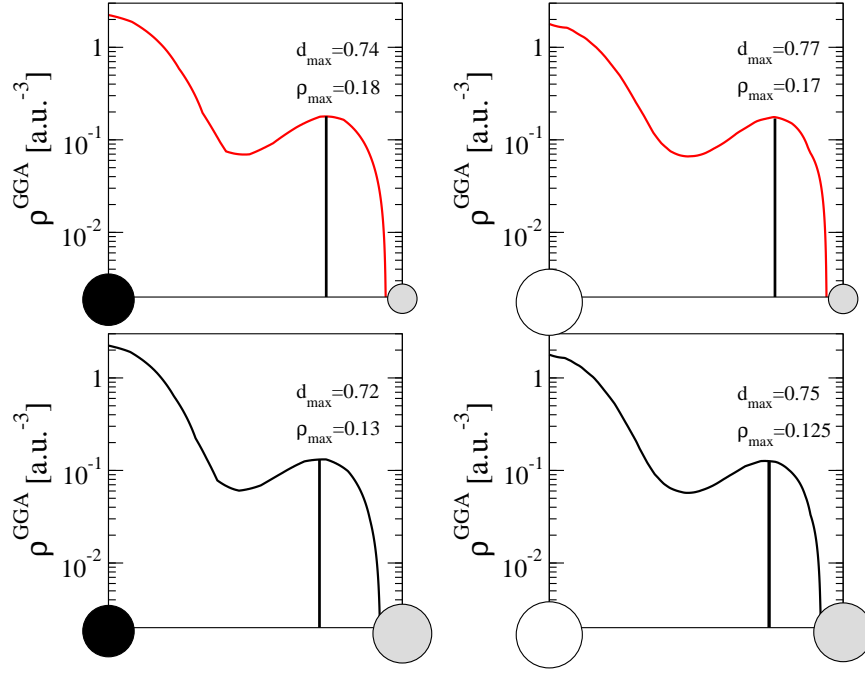 1
10^-1
10^-2
ρ^GGA [a.u.^-3]
d_max=0.74
ρ_max=0.18
1
10^-1
10^-2
ρ^GGA [a.u.^-3]
d_max=0.77
ρ_max=0.17
1
10^-1
10^-2
ρ^GGA [a.u.^-3]
d_max=0.72
ρ_max=0.13
1
10^-1
10^-2
ρ^GGA [a.u.^-3]
d_max=0.75
ρ_max=0.125